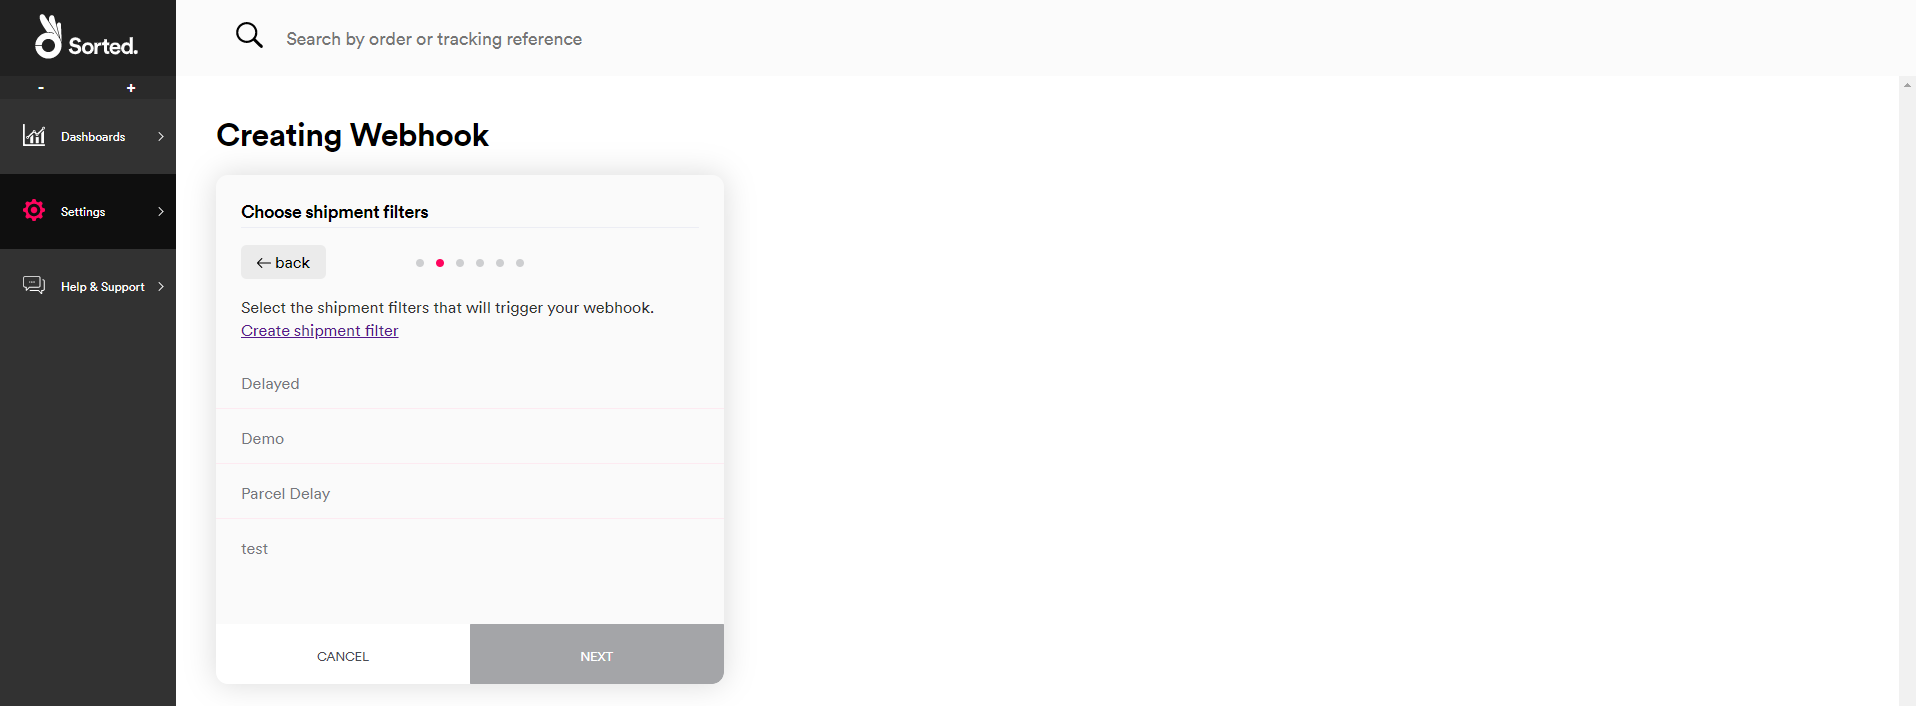 Sorted.
- +
Dashboards
Settings
Help & Support
Search by order or tracking reference
Creating Webhook
Choose shipment filters
← back
Select the shipment filters that will trigger your webhook.
Create shipment filter
Delayed
Demo
Parcel Delay
test
CANCEL
NEXT